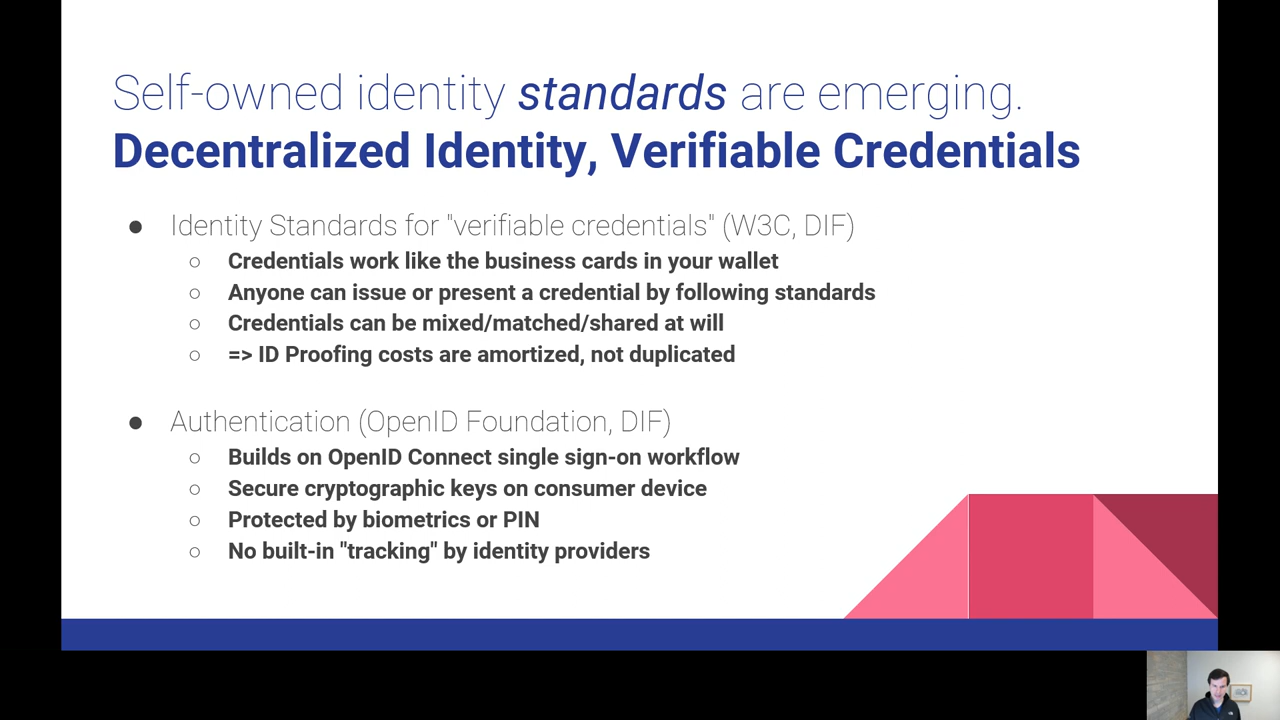 Self-owned identity standards are emerging.
Decentralized Identity, Verifiable Credentials
● Identity Standards for "verifiable credentials" (W3C, DIF)
○ Credentials work like the business cards in your wallet
○ Anyone can issue or present a credential by following standards
○ Credentials can be mixed/matched/shared at will
○ => ID Proofing costs are amortized, not duplicated
● Authentication (OpenID Foundation, DIF)
○ Builds on OpenID Connect single sign-on workflow
○ Secure cryptographic keys on consumer device
○ Protected by biometrics or PIN
○ No built-in "tracking" by identity providers